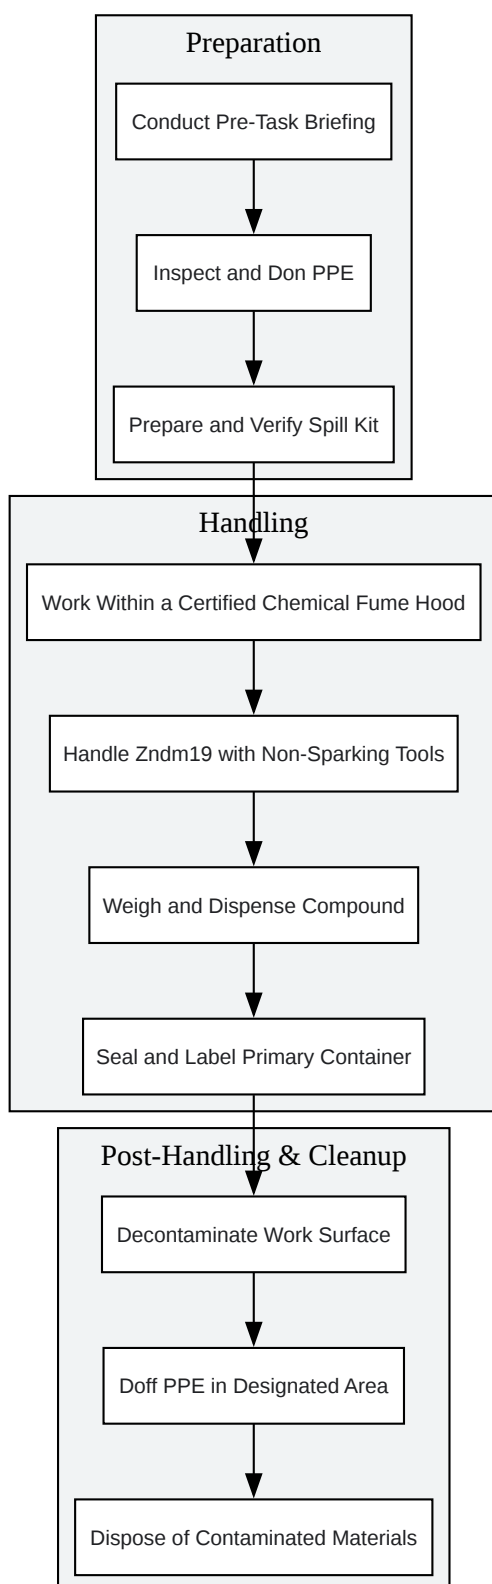 Preparation
Conduct Pre-Task Briefing
Inspect and Don PPE
Prepare and Verify Spill Kit
Handling
Work Within a Certified Chemical Fume Hood
Handle Zndm19 with Non-Sparking Tools
Weigh and Dispense Compound
Seal and Label Primary Container
Post-Handling & Cleanup
Decontaminate Work Surface
Doff PPE in Designated Area
Dispose of Contaminated Materials